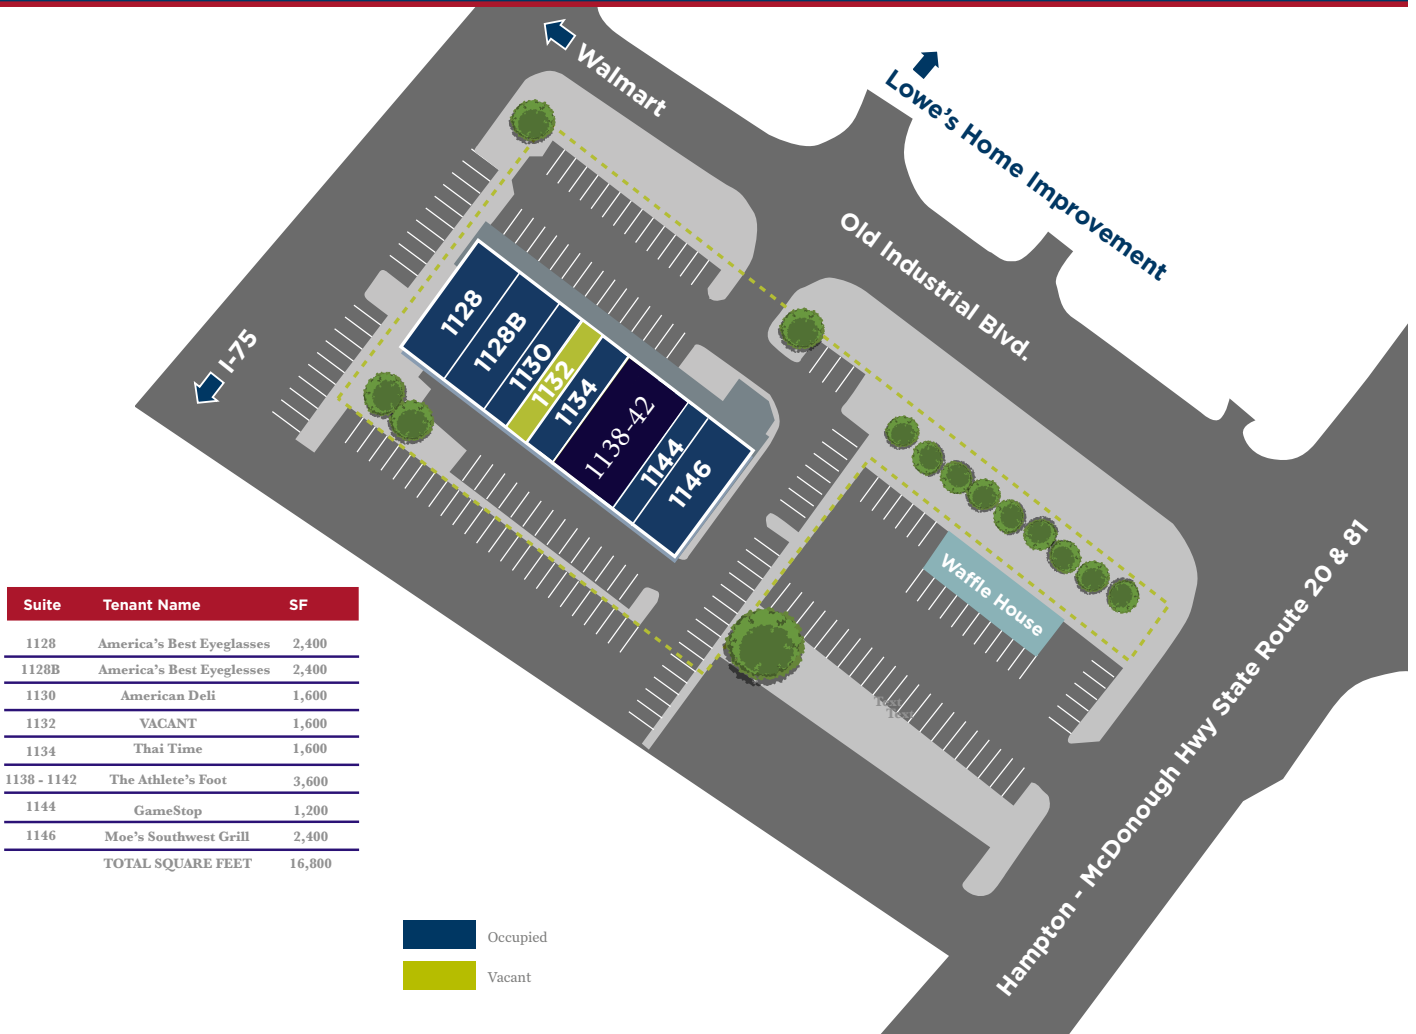 Walmart
Lowe's Home Improvement
Old Industrial Blvd.
I-75
1128
1128B
1130
1132
1134
1138-42
1144
1146
Waffle House
Hampton - McDonough Hwy State Route 20 & 81
Text
Text
Suite Tenant Name SF
1128 America's Best Eyeglasses 2,400
1128B America's Best Eyeglesses 2,400
1130 American Deli 1,600
1132 VACANT 1,600
1134 Thai Time 1,600
1138 - 1142 The Athlete's Foot 3,600
1144 GameStop 1,200
1146 Moe's Southwest Grill 2,400
TOTAL SQUARE FEET 16,800
Occupied
Vacant